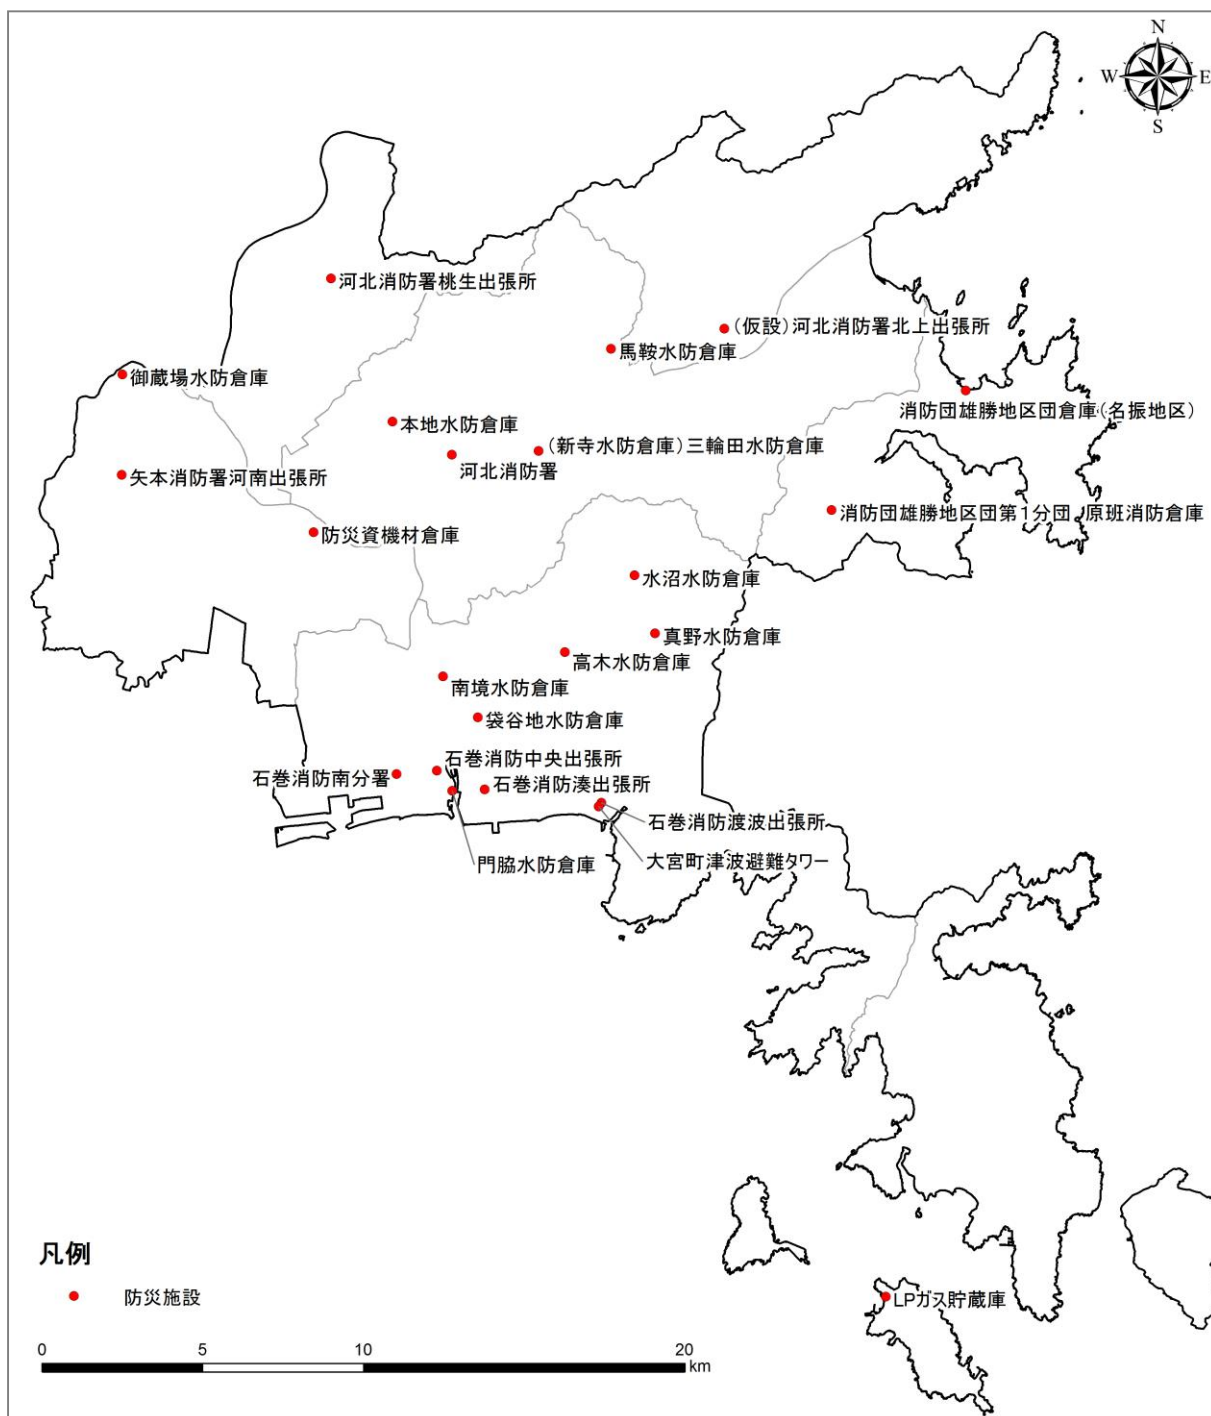 N
W E
S
河北消防署桃生出張所
(仮設)河北消防署北上出張所
馬鞍水防倉庫
御蔵場水防倉庫
消防団雄勝地区団倉庫(名振地区)
本地水防倉庫
(新寺水防倉庫)三輪田水防倉庫
河北消防署
矢本消防署河南出張所
消防団雄勝地区団第1分団 原班消防倉庫
防災資機材倉庫
水沼水防倉庫
真野水防倉庫
高木水防倉庫
南境水防倉庫
袋谷地水防倉庫
石巻消防中央出張所
石巻消防南分署
石巻消防湊出張所
石巻消防渡波出張所
門脇水防倉庫
大宮町津波避難タワー
凡例
防災施設
LPガス貯蔵庫
0 5 10 20
km